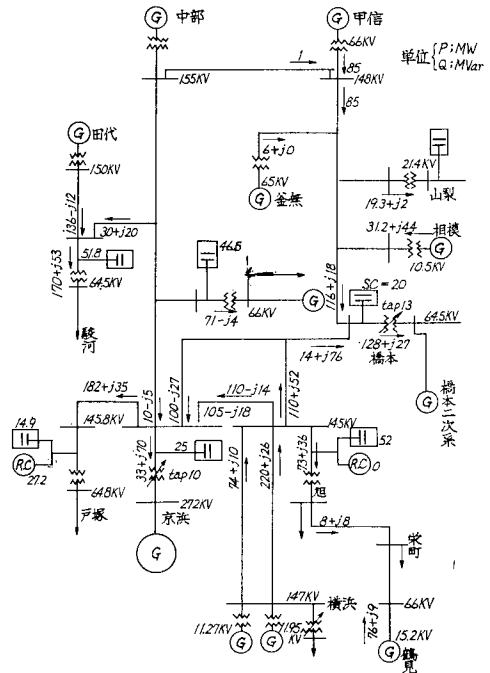 G 中部
G 甲信
66KV
単位{P;MW
Q;MVar
1
85
155KV
148KV
85
G 田代
150KV
6+j0
65KV
G 釜無
21.4KV
山梨
19.3+j2
136-j12
30+j20
51.8
170+j53
64.5KV
駿河
46.5
31.2+j44
相模
G
10.5KV
116+j18
SC=20
tap13
64.5KV
71-j4
66KV
G
128+j27
橋本
14+j76
G
橋本二次系
182+j35
10-j5
100-j27
110-j14
105-j18
110+j52
14.9
145.8KV
145KV
R.C
27.2
33+j70
25
tap10
74+j10
220+j26
73+j36
52
R.C 0
64.8KV
戸塚
272KV
京浜
G
旭
8+j8
栄町
147KV
横浜
66KV
11.27KV
11.95KV
76+j9
15.2KV
G
G
G
鶴見